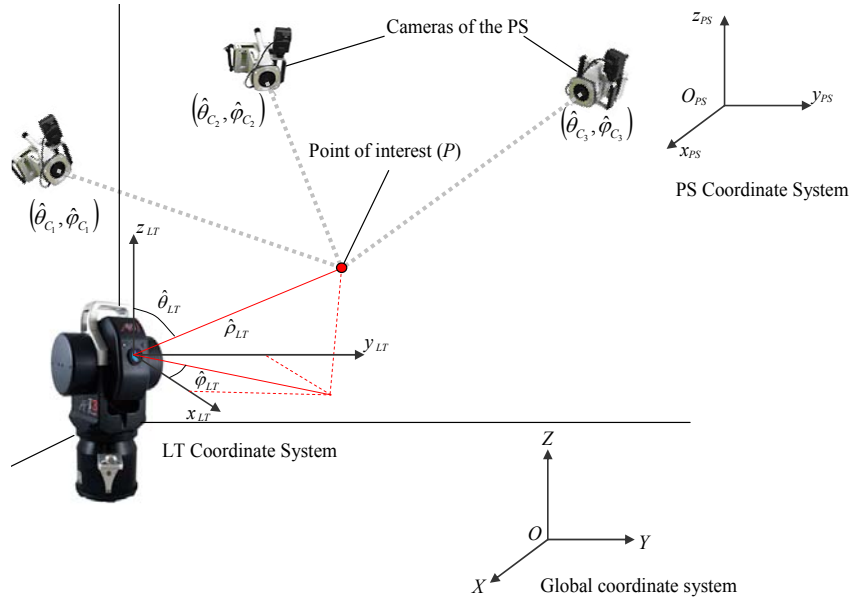 Cameras of the PS
z_PS
O_PS
y_PS
x_PS
PS Coordinate System
(θ̂_C₂, φ̂_C₂)
(θ̂_C₃, φ̂_C₃)
Point of interest (P)
(θ̂_C₁, φ̂_C₁)
z_LT
θ̂_LT
ρ̂_LT
y_LT
φ̂_LT
x_LT
LT Coordinate System
Z
O
Y
X
Global coordinate system